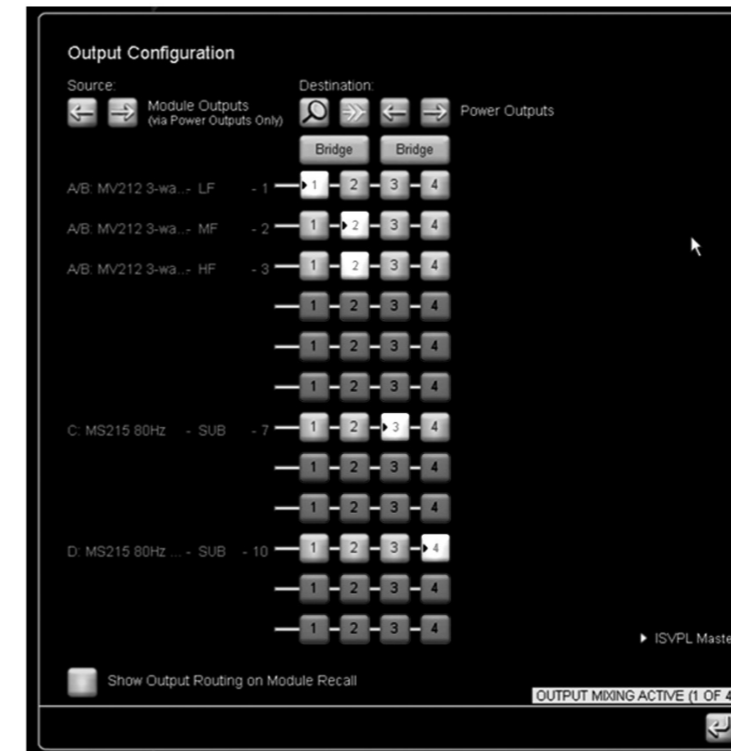 Output Configuration
Source: Destination:
Module Outputs
(via Power Outputs Only)
Power Outputs
Bridge Bridge
A/B: MV212 3-wa..- LF - 1 1 2 3 4
A/B: MV212 3-wa..- MF - 2 1 2 3 4
A/B: MV212 3-wa..- HF - 3 1 2 3 4
1 2 3 4
1 2 3 4
1 2 3 4
C: MS215 80Hz - SUB - 7 1 2 3 4
1 2 3 4
1 2 3 4
D: MS215 80Hz ... - SUB - 10 1 2 3 4
1 2 3 4
1 2 3 4
ISVPL Maste
Show Output Routing on Module Recall
OUTPUT MIXING ACTIVE (1 OF 4